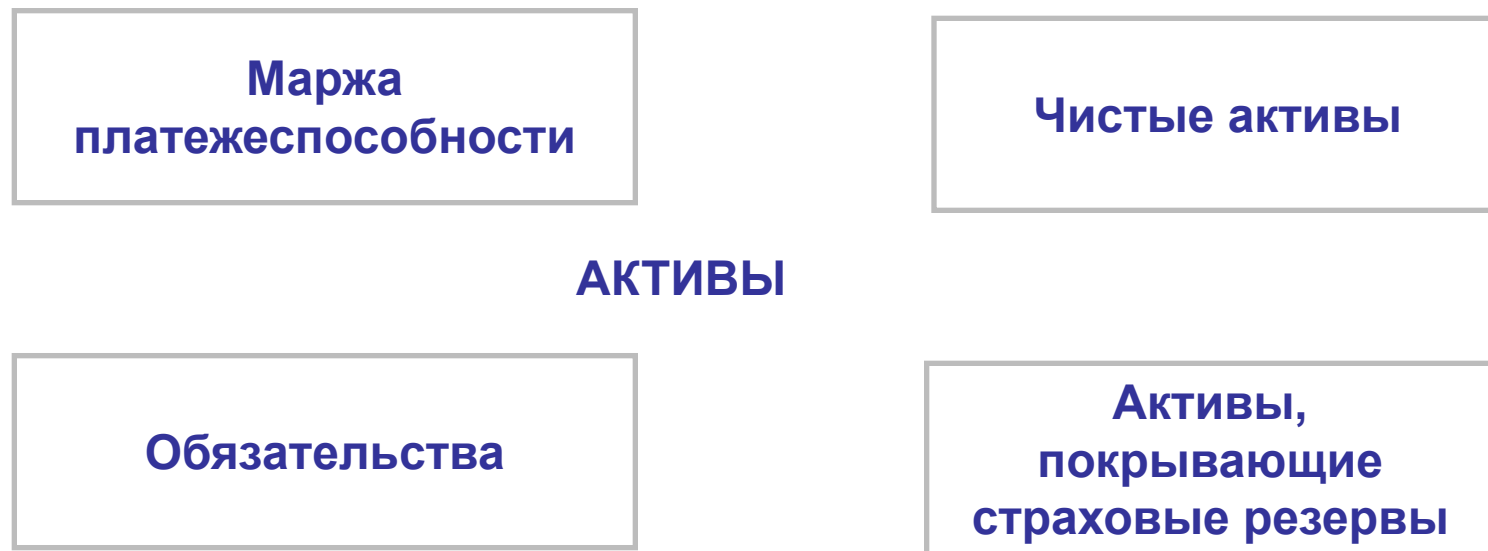 Маржа
платежеспособности
Чистые активы
АКТИВЫ
Обязательства
Активы,
покрывающие
страховые резервы